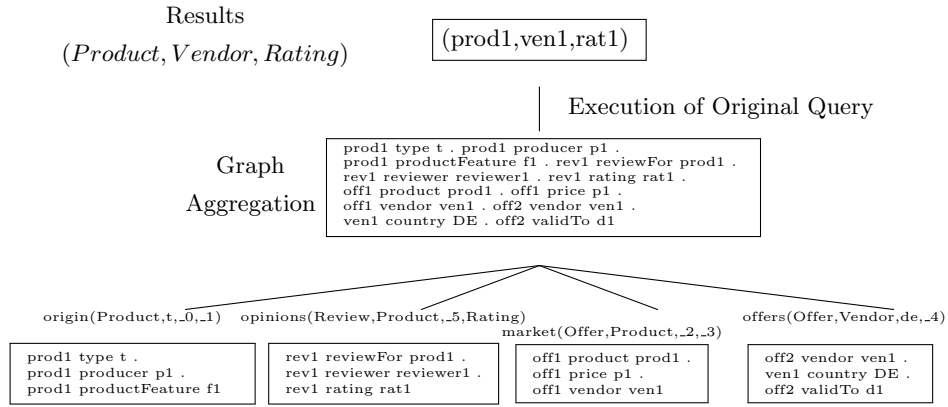 Results
(Product, Vendor, Rating)
(prod1,ven1,rat1)
Execution of Original Query
Graph
Aggregation
prod1 type t . prod1 producer p1 .
prod1 productFeature f1 . rev1 reviewFor prod1 .
rev1 reviewer reviewer1 . rev1 rating rat1 .
off1 product prod1 . off1 price p1 .
off1 vendor ven1 . off2 vendor ven1 .
ven1 country DE . off2 validTo d1
origin(Product,t,_0,_1)
opinions(Review,Product,_5,Rating)
market(Offer,Product,_2,_3)
offers(Offer,Vendor,de,_4)
prod1 type t .
prod1 producer p1 .
prod1 productFeature f1
rev1 reviewFor prod1 .
rev1 reviewer reviewer1 .
rev1 rating rat1
off1 product prod1 .
off1 price p1 .
off1 vendor ven1
off2 vendor ven1 .
ven1 country DE .
off2 validTo d1